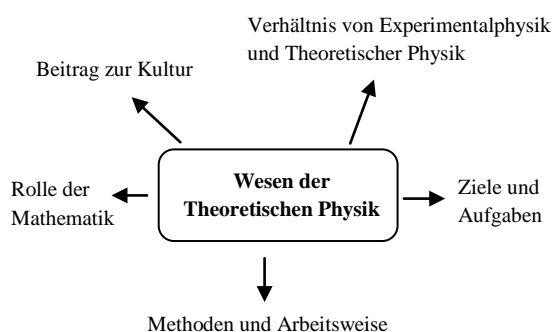 Verhältnis von Experimentalphysik
und Theoretischer Physik
Beitrag zur Kultur
Wesen der
Theoretischen Physik
Rolle der
Mathematik
Ziele und
Aufgaben
Methoden und Arbeitsweise